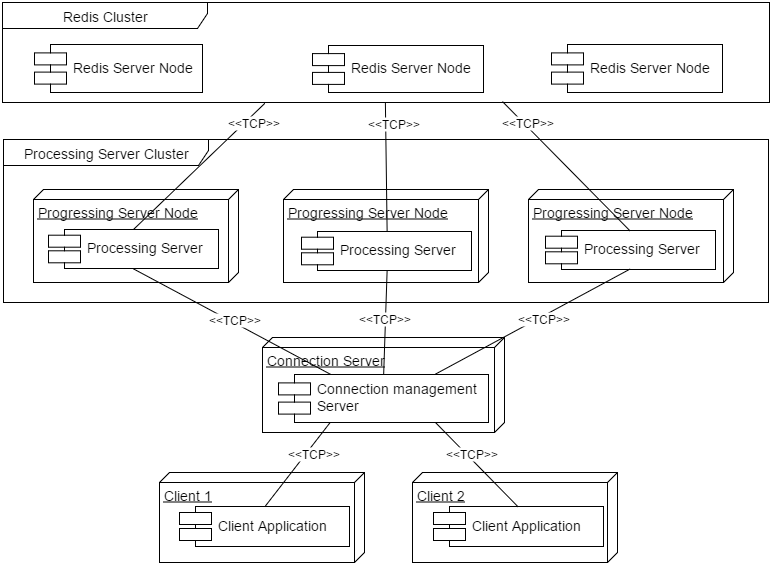 Redis Cluster
Redis Server Node
Redis Server Node
Redis Server Node
<<TCP>>
<<TCP>>
<<TCP>>
Processing Server Cluster
Progressing Server Node
Progressing Server Node
Progressing Server Node
Processing Server
Processing Server
Processing Server
<<TCP>>
<<TCP>>
<<TCP>>
Connection Server
Connection management
Server
<<TCP>>
<<TCP>>
Client 1
Client 2
Client Application
Client Application